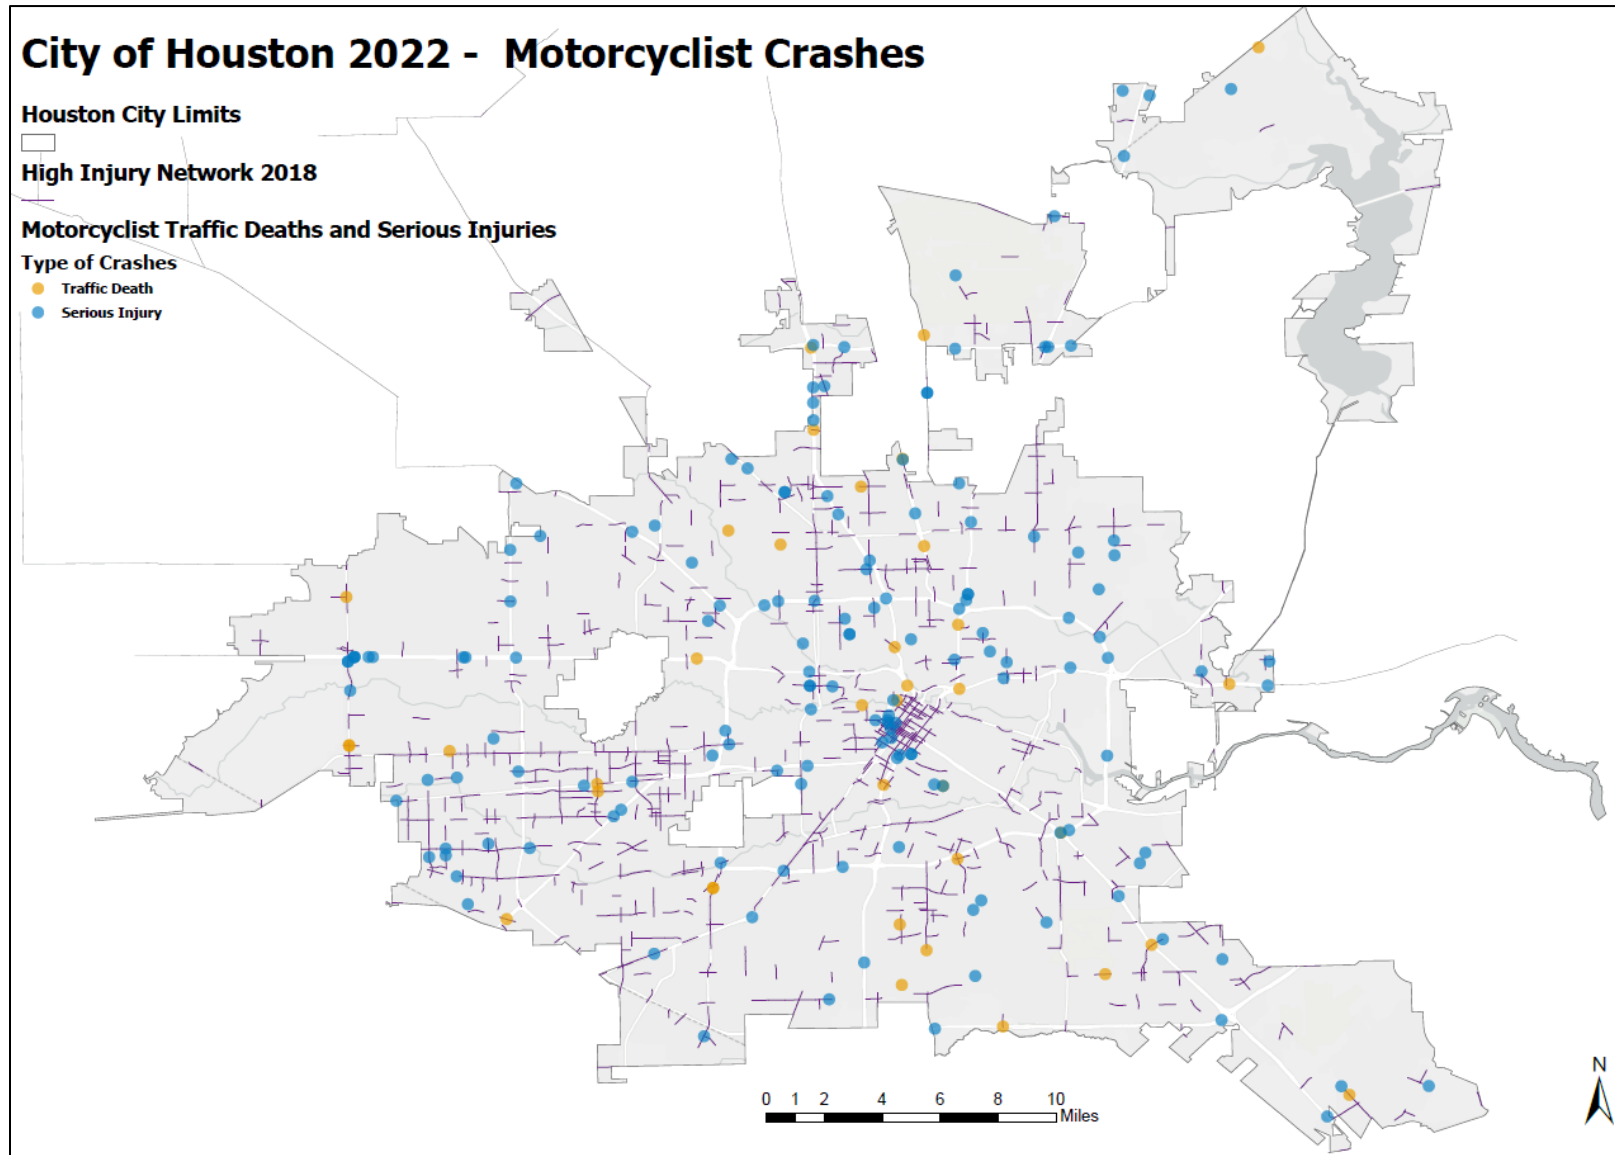 City of Houston 2022 - Motorcyclist Crashes
Houston City Limits
High Injury Network 2018
Motorcyclist Traffic Deaths and Serious Injuries
Type of Crashes
Traffic Death
Serious Injury
0 1 2 4 6 8 10
Miles
N